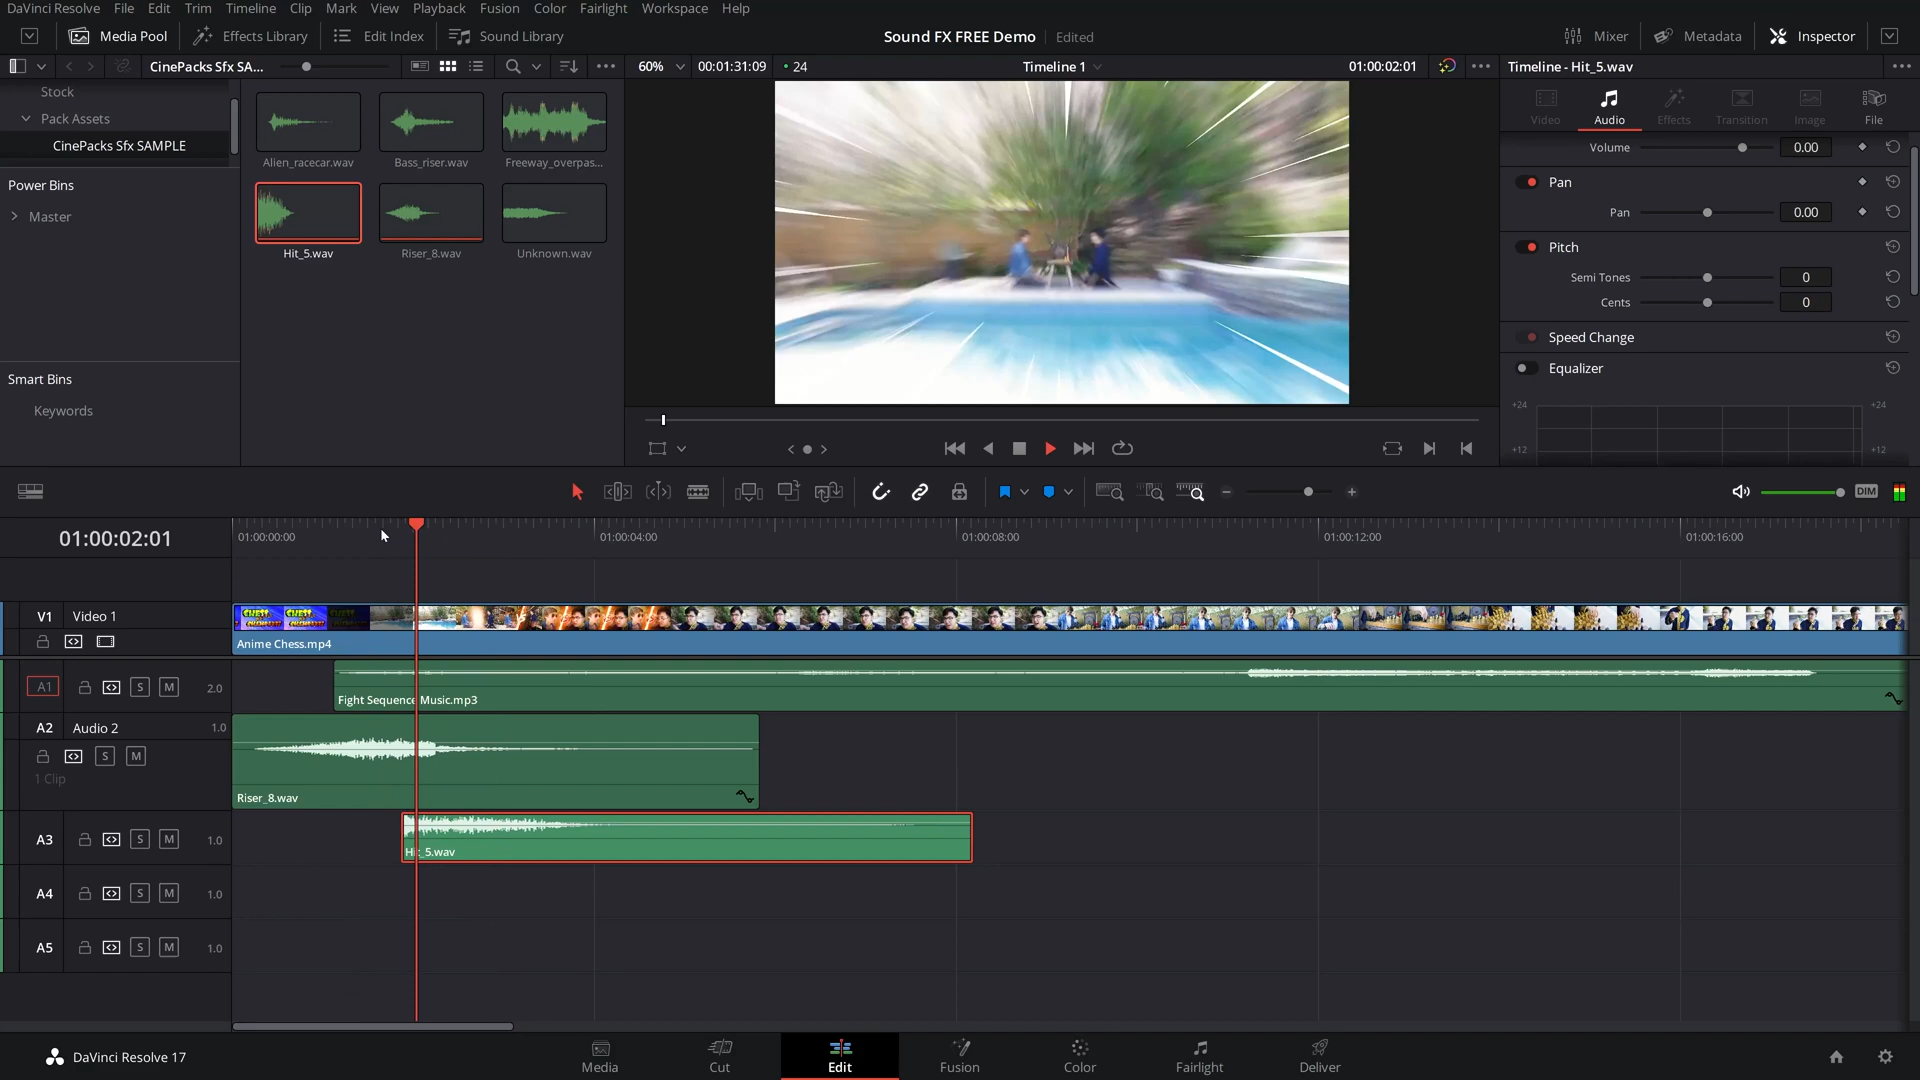 DaVinci Resolve File Edit Trim Timeline Clip Mark View Playback Fusion Color Fairlight Workspace Help
Media Pool Effects Library Edit Index Sound Library Sound FX FREE Demo Edited Mixer Metadata Inspector
CinePacks Sfx SA... 60% 00:01:31:09 24 Timeline 1 01:00:02:01 Timeline - Hit_5.wav
Stock
Pack Assets
CinePacks Sfx SAMPLE
Power Bins
Master
Smart Bins
Keywords
Alien_racecar.wav Bass_riser.wav Freeway_overpas...
Hit_5.wav Riser_8.wav Unknown.wav
Video Audio Effects Transition Image File
Volume 0.00
Pan
Pan 0.00
Pitch
Semi Tones 0
Cents 0
Speed Change
Equalizer
+24 +24
+12 +12
DIM
01:00:02:01 01:00:00:00 01:00:04:00 01:00:08:00 01:00:12:00 01:00:16:00
V1 Video 1
CHESS CHESS
Anime Chess.mp4
A1 S M 2.0
Fight Sequence Music.mp3
A2 Audio 2 1.0
S M
1 Clip
Riser_8.wav
A3 S M 1.0
Hit_5.wav
A4 S M 1.0
A5 S M 1.0
DaVinci Resolve 17 Media Cut Edit Fusion Color Fairlight Deliver